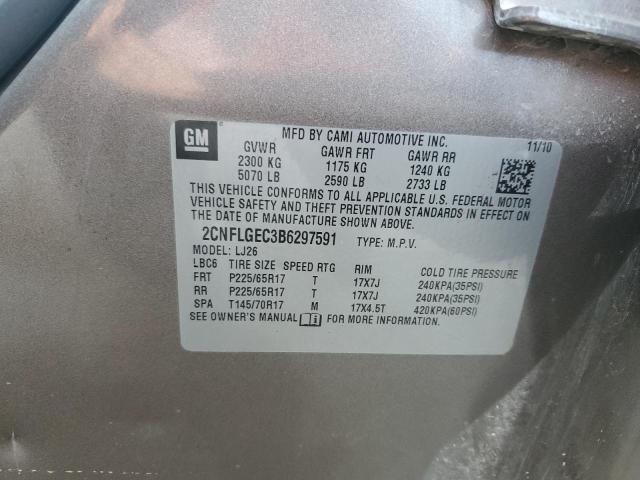 GM
MFD BY CAMI AUTOMOTIVE INC.
11/10
GVWR GAWR FRT GAWR RR
2300 KG 1175 KG 1240 KG
5070 LB 2590 LB 2733 LB
THIS VEHICLE CONFORMS TO ALL APPLICABLE U.S. FEDERAL MOTOR
VEHICLE SAFETY AND THEFT PREVENTION STANDARDS IN EFFECT ON
THE DATE OF MANUFACTURE SHOWN ABOVE.
2CNFLGEC3B6297591 TYPE: M.P.V.
MODEL: LJ26
LBC6 TIRE SIZE SPEED RTG RIM COLD TIRE PRESSURE
FRT P225/65R17 T 17X7J 240KPA(35PSI)
RR P225/65R17 T 17X7J 240KPA(35PSI)
SPA T145/70R17 M 17X4.5T 420KPA(60PSI)
SEE OWNER'S MANUAL FOR MORE INFORMATION.